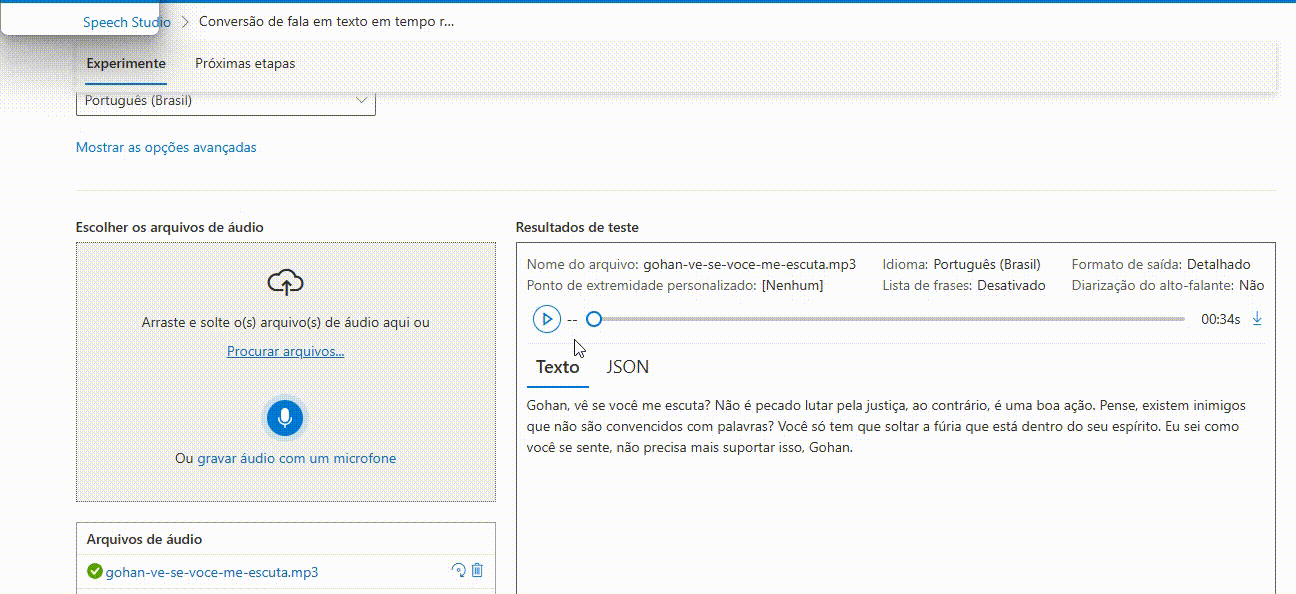 Speech Studio > Conversão de fala em texto em tempo r...
Experimente Próximas etapas
Português (Brasil)
Mostrar as opções avançadas
Escolher os arquivos de áudio
Arraste e solte o(s) arquivo(s) de áudio aqui ou
Procurar arquivos...
Ou gravar áudio com um microfone
Arquivos de áudio
gohan-ve-se-voce-me-escuta.mp3
Resultados de teste
Nome do arquivo: gohan-ve-se-voce-me-escuta.mp3 Idioma: Português (Brasil) Formato de saída: Detalhado
Ponto de extremidade personalizado: [Nenhum] Lista de frases: Desativado Diarização do alto-falante: Não
-- 00:34s
Texto JSON
Gohan, vê se você me escuta? Não é pecado lutar pela justiça, ao contrário, é uma boa ação. Pense, existem inimigos
que não são convencidos com palavras? Você só tem que soltar a fúria que está dentro do seu espírito. Eu sei como
você se sente, não precisa mais suportar isso, Gohan.